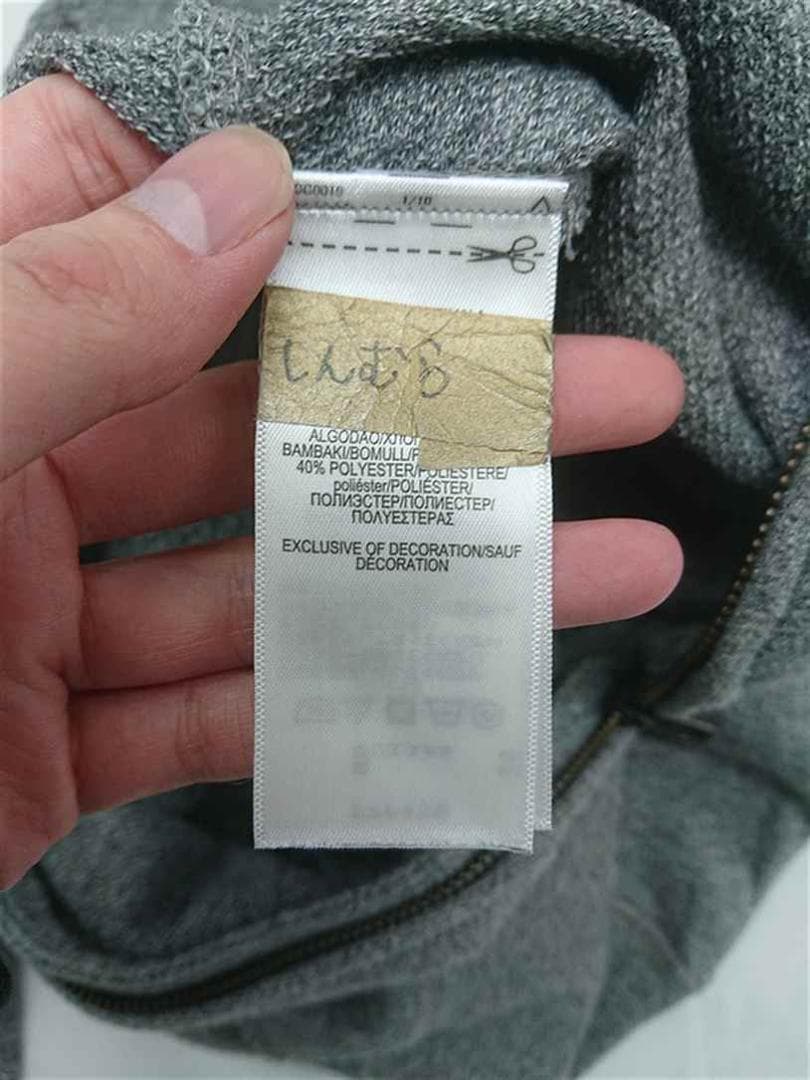 1/10
しんむら
ALGODÃO/ХЛОП
BAMBAKI/BOMULL/F
40% POLYESTER/POLIESTERE/
poliéster/POLIÉSTER/
ПОЛИЭСТЕР/ПОЛИЕСТЕР/
ΠΟΛΥΕΣΤΕΡΑΣ
EXCLUSIVE OF DECORATION/SAUF
DÉCORATION